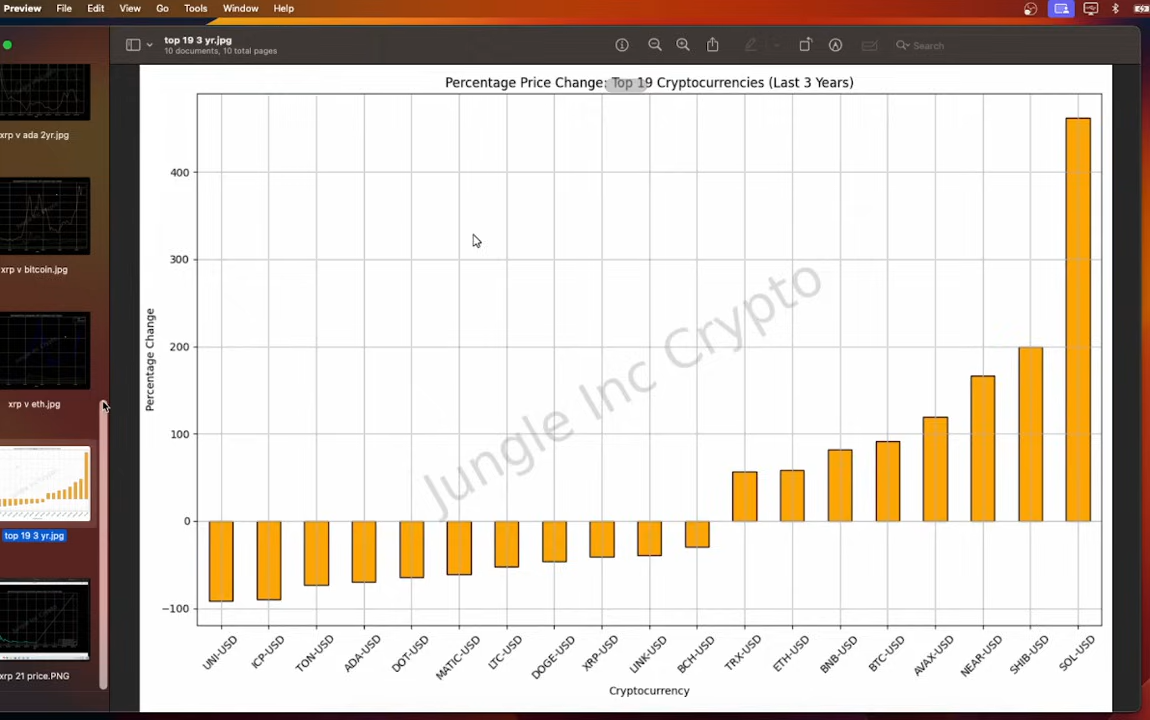 Preview File Edit View Go Tools Window Help
top 19 3 yr.jpg
10 documents, 10 total pages
Search
xrp v ada 2yr.jpg
xrp v bitcoin.jpg
xrp v eth.jpg
top 19 3 yr.jpg
xrp 21 price.PNG
Percentage Price Change: Top 19 Cryptocurrencies (Last 3 Years)
Percentage Change
400
300
200
100
0
−100
Jungle Inc Crypto
UNI-USD ICP-USD TON-USD ADA-USD DOT-USD MATIC-USD LTC-USD DOGE-USD XRP-USD LINK-USD BCH-USD TRX-USD ETH-USD BNB-USD BTC-USD AVAX-USD NEAR-USD SHIB-USD SOL-USD
Cryptocurrency